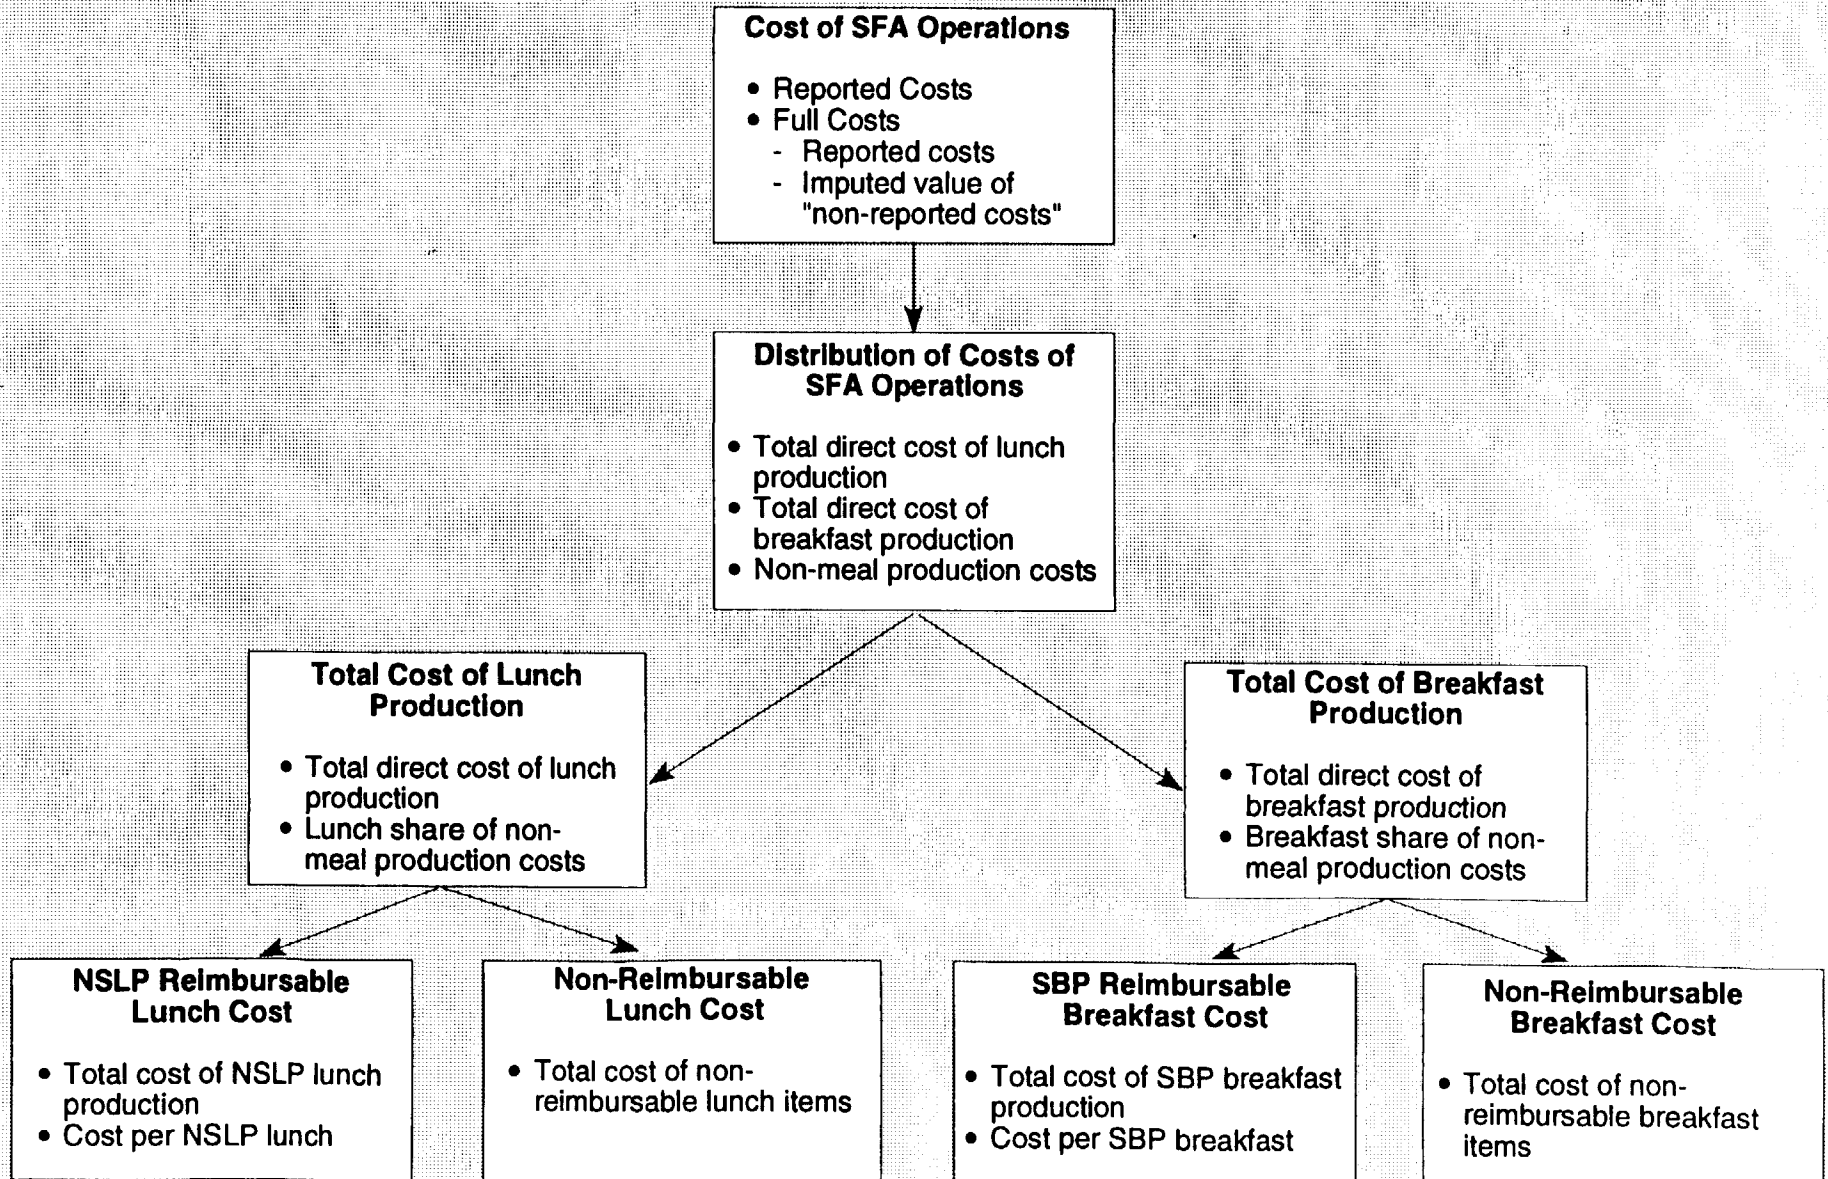 Cost of SFA Operations
• Reported Costs
• Full Costs
- Reported costs
- Imputed value of
"non-reported costs"
Distribution of Costs of
SFA Operations
• Total direct cost of lunch
production
• Total direct cost of
breakfast production
• Non-meal production costs
Total Cost of Lunch
Production
• Total direct cost of lunch
production
• Lunch share of non-
meal production costs
Total Cost of Breakfast
Production
• Total direct cost of
breakfast production
• Breakfast share of non-
meal production costs
NSLP Reimbursable
Lunch Cost
• Total cost of NSLP lunch
production
• Cost per NSLP lunch
Non-Reimbursable
Lunch Cost
• Total cost of non-
reimbursable lunch items
SBP Reimbursable
Breakfast Cost
• Total cost of SBP breakfast
production
• Cost per SBP breakfast
Non-Reimbursable
Breakfast Cost
• Total cost of non-
reimbursable breakfast
items